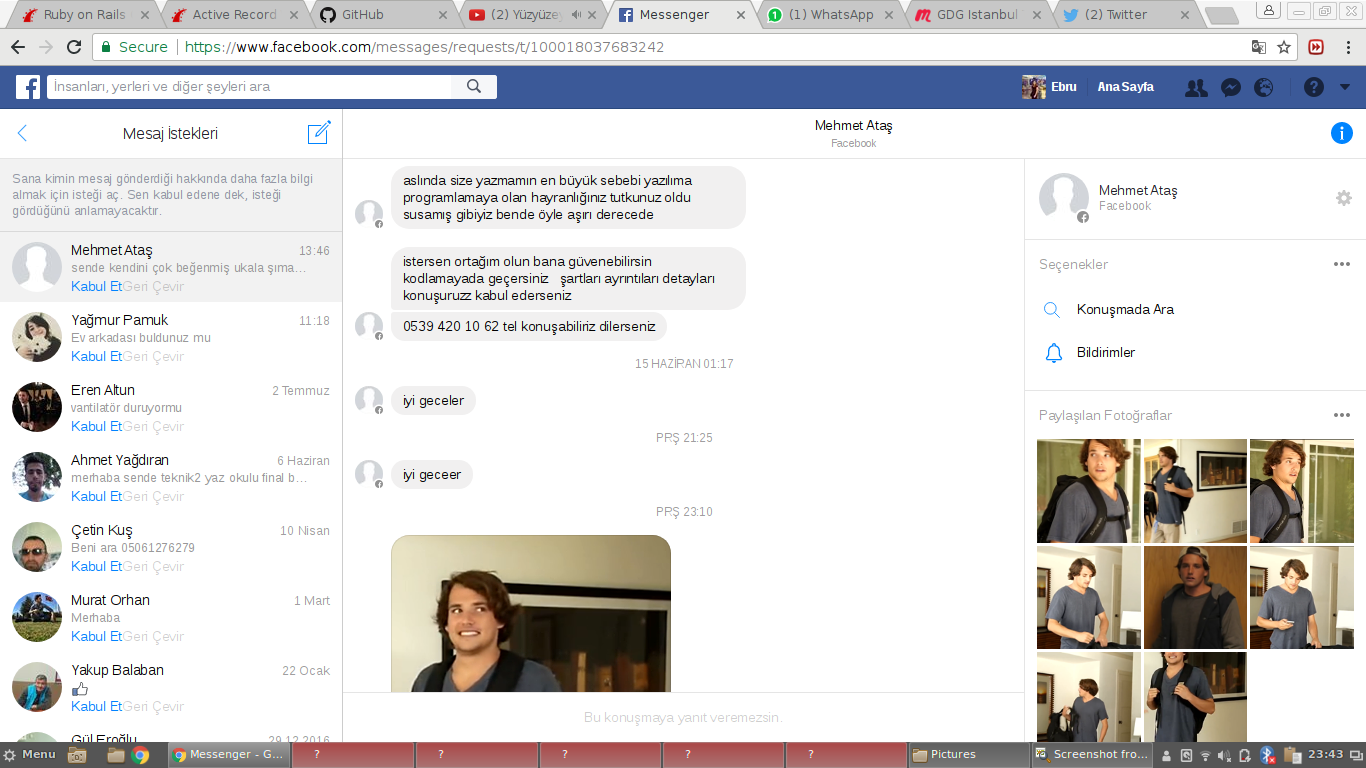 Ruby on Rails
Active Record
GitHub
(2) Yüzyüzey
Messenger
(1) WhatsApp
GDG Istanbul
(2) Twitter
Secure
https://www.facebook.com/messages/requests/t/100018037683242
İnsanları, yerleri ve diğer şeyleri ara
Ebru
Ana Sayfa
Mesaj İstekleri
Sana kimin mesaj gönderdiği hakkında daha fazla bilgi
almak için isteği aç. Sen kabul edene dek, isteği
gördüğünü anlamayacaktır.
Mehmet Ataş 13:46
sende kendini çok beğenmiş ukala şıma...
Kabul Et Geri Çevir
Yağmur Pamuk 11:18
Ev arkadası buldunuz mu
Kabul Et Geri Çevir
Eren Altun 2 Temmuz
vantilatör duruyormu
Kabul Et Geri Çevir
Ahmet Yağdıran 6 Haziran
merhaba sende teknik2 yaz okulu final b...
Kabul Et Geri Çevir
Çetin Kuş 10 Nisan
Beni ara 05061276279
Kabul Et Geri Çevir
Murat Orhan 1 Mart
Merhaba
Kabul Et Geri Çevir
Yakup Balaban 22 Ocak
Kabul Et Geri Çevir
Gül Eroğlu 29.12.2016
Mehmet Ataş
Facebook
aslında size yazmamın en büyük sebebi yazılıma
programlamaya olan hayranlığınız tutkunuz oldu
susamış gibiyiz bende öyle aşırı derecede
istersen ortağım olun bana güvenebilirsin
kodlamayada geçersiniz şartları ayrıntıları detayları
konuşuruzz kabul ederseniz
0539 420 10 62 tel konuşabiliriz dilerseniz
15 HAZİRAN 01:17
iyi geceler
PRŞ 21:25
iyi geceer
PRŞ 23:10
Bu konuşmaya yanıt veremezsin.
Mehmet Ataş
Facebook
Seçenekler
Konuşmada Ara
Bildirimler
Paylaşılan Fotoğraflar
Menu
Messenger - G...
?
?
?
?
?
Pictures
Screenshot fro...
23:43